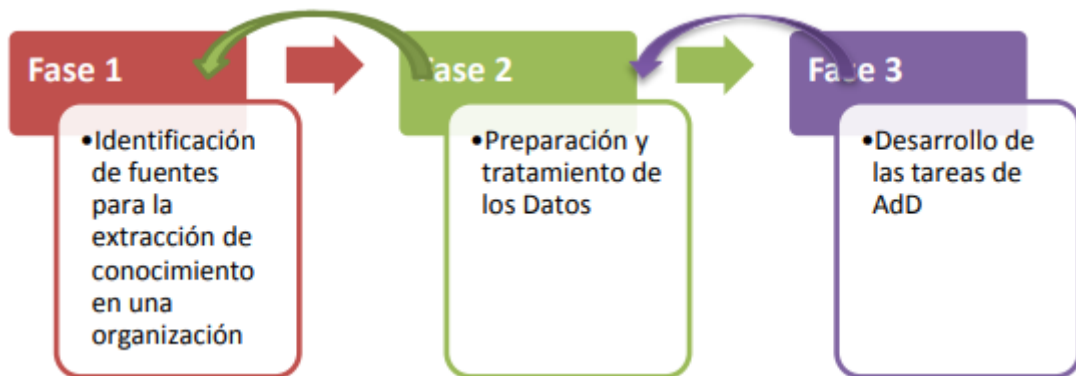 Fase 1
•Identificación
de fuentes
para la
extracción de
conocimiento
en una
organización
Fase 2
•Preparación y
tratamiento de
los Datos
Fase 3
•Desarrollo de
las tareas de
AdD